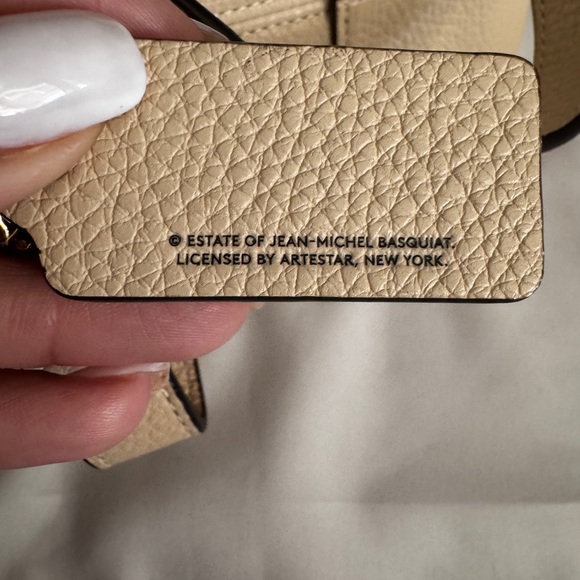 © ESTATE OF JEAN-MICHEL BASQUIAT.
LICENSED BY ARTESTAR, NEW YORK.